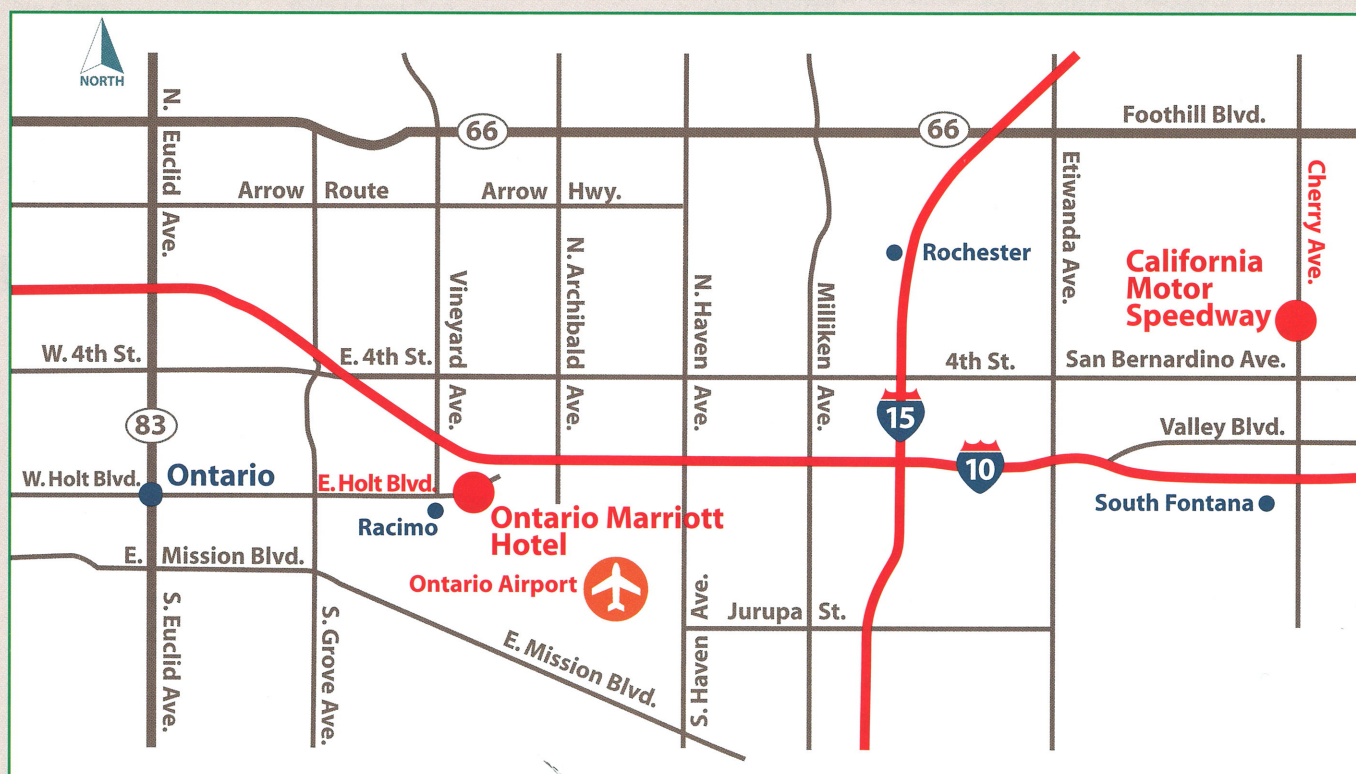 NORTH
N. Euclid Ave.
66
66
Foothill Blvd.
Arrow Route
Arrow Hwy.
Cherry Ave.
Etiwanda Ave.
Rochester
California
Motor
Speedway
Vineyard Ave.
N. Archibald Ave.
N. Haven Ave.
Milliken Ave.
W. 4th St.
E. 4th St.
4th St.
San Bernardino Ave.
83
15
Valley Blvd.
10
W. Holt Blvd.
Ontario
E. Holt Blvd.
South Fontana
Racimo
Ontario Marriott
Hotel
E. Mission Blvd.
Ontario Airport
S. Euclid Ave.
S. Grove Ave.
E. Mission Blvd.
S. Haven Ave.
Jurupa St.